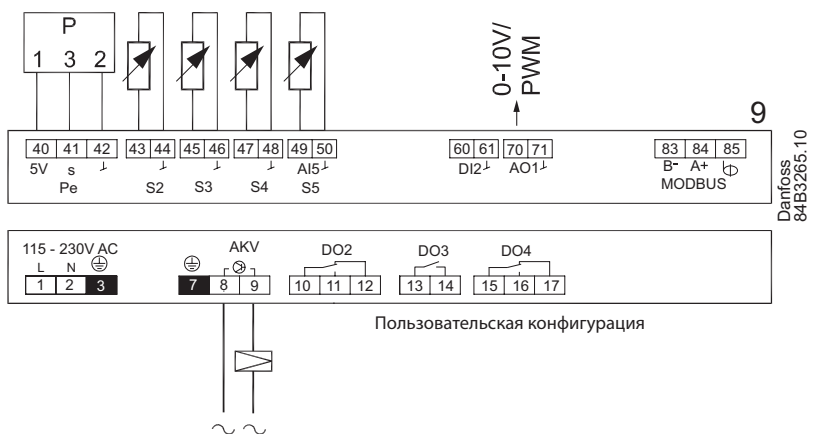 P
1 3 2
0-10V/
PWM
9
40 41 42 43 44 45 46 47 48 49 50 60 61 70 71 83 84 85
5V s ⊥ ⊥ ⊥ ⊥ AI5 ⊥ DI2 ⊥ AO1 ⊥ B- A+
Pe S2 S3 S4 S5 MODBUS
Danfoss
84B3265.10
115 - 230V AC AKV DO2 DO3 DO4
L N
1 2 3 7 8 9 10 11 12 13 14 15 16 17
Пользовательская конфигурация